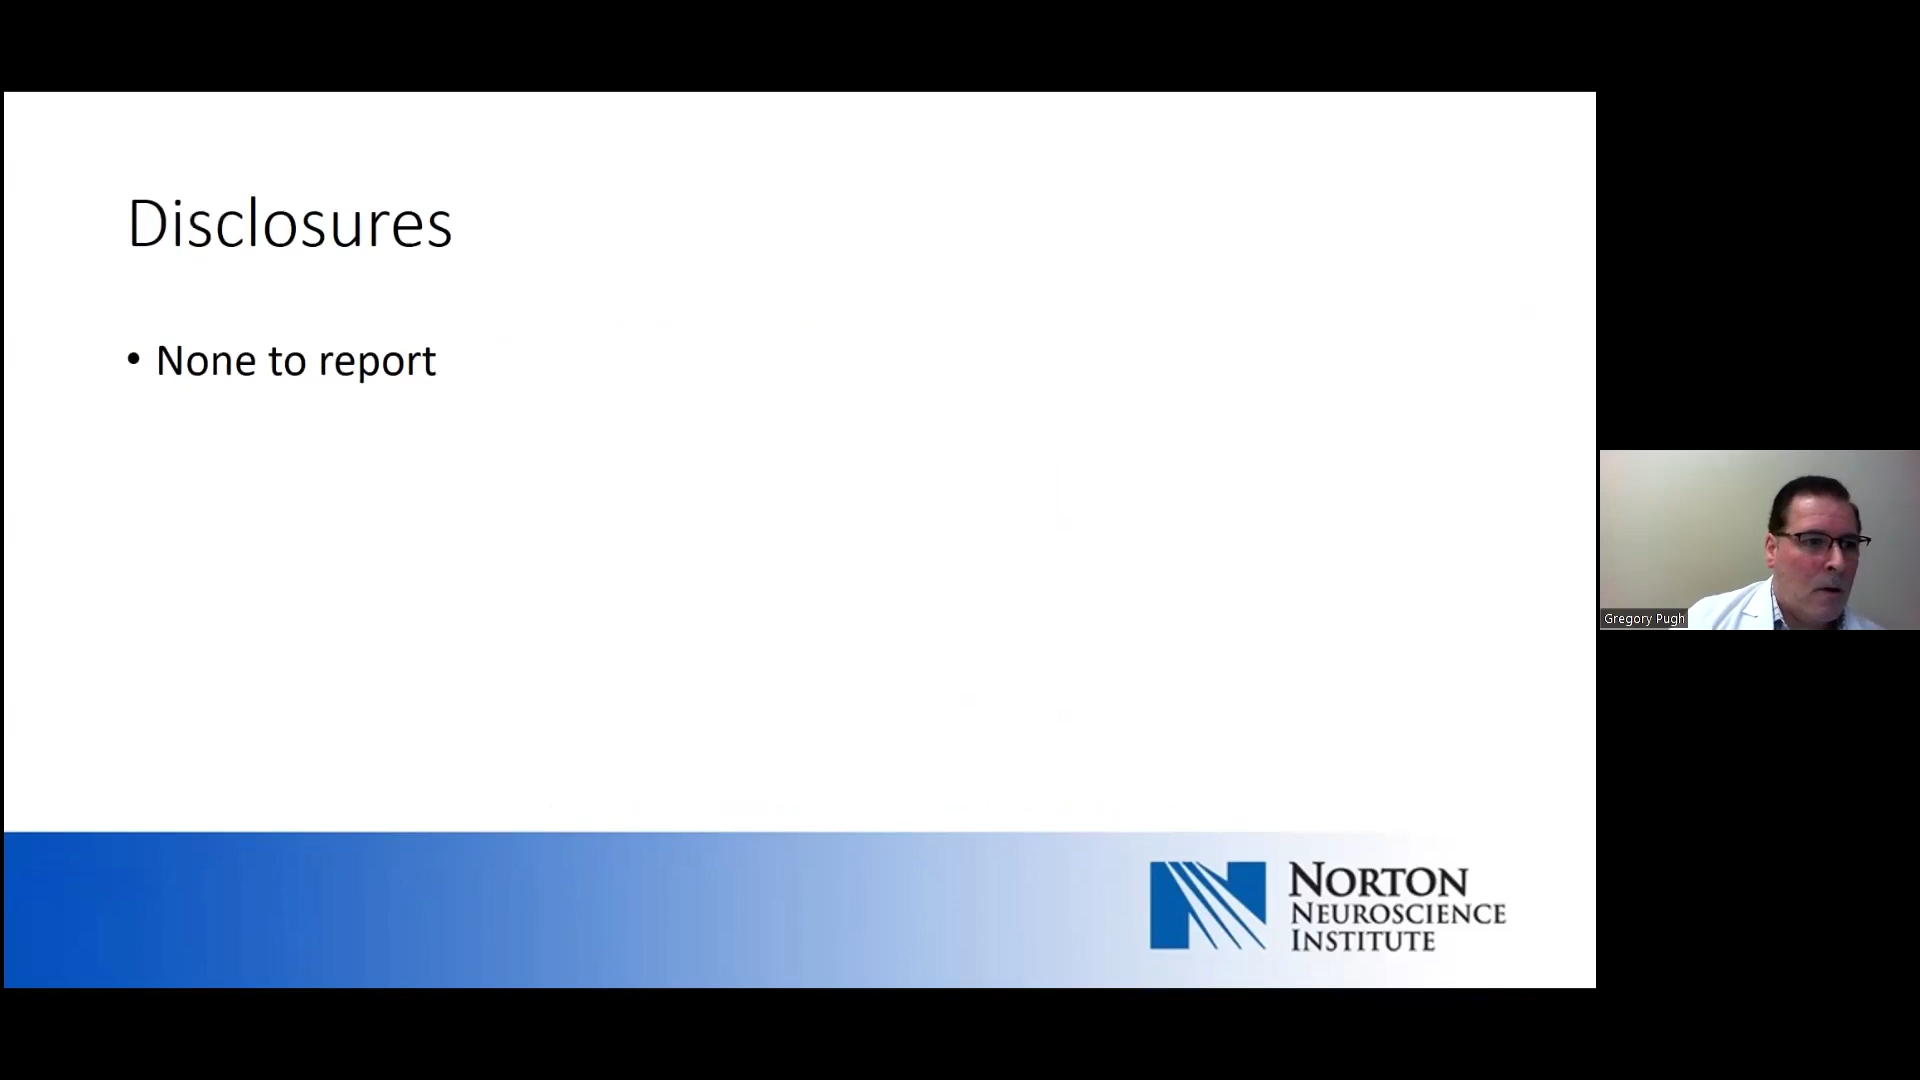 Disclosures
• None to report
Gregory Pugh
NORTON
NEUROSCIENCE
INSTITUTE